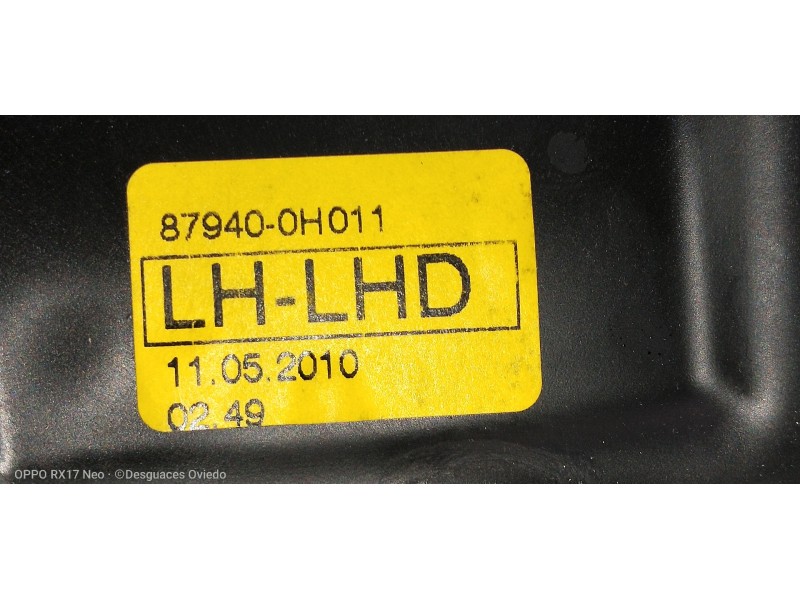 87940-0H011
LH-LHD
11.05.2010
02.49
OPPO RX17 Neo · ©Desguaces Oviedo